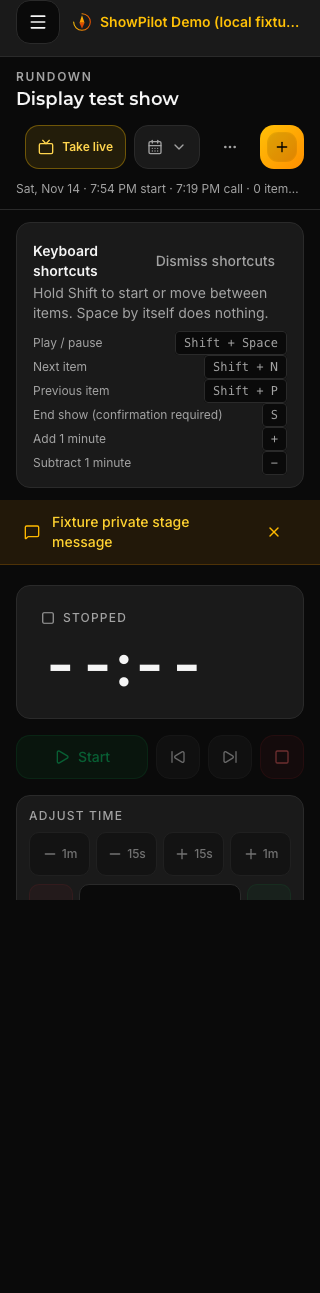 ShowPilot Demo (local fixtu...
RUNDOWN
Display test show
Take live
Sat, Nov 14 · 7:54 PM start · 7:19 PM call · 0 item...
Keyboard shortcuts
Dismiss shortcuts
Hold Shift to start or move between
items. Space by itself does nothing.
Play / pause Shift + Space
Next item Shift + N
Previous item Shift + P
End show (confirmation required) S
Add 1 minute +
Subtract 1 minute −
Fixture private stage
message
STOPPED
--:--
Start
ADJUST TIME
− 1m − 15s + 15s + 1m